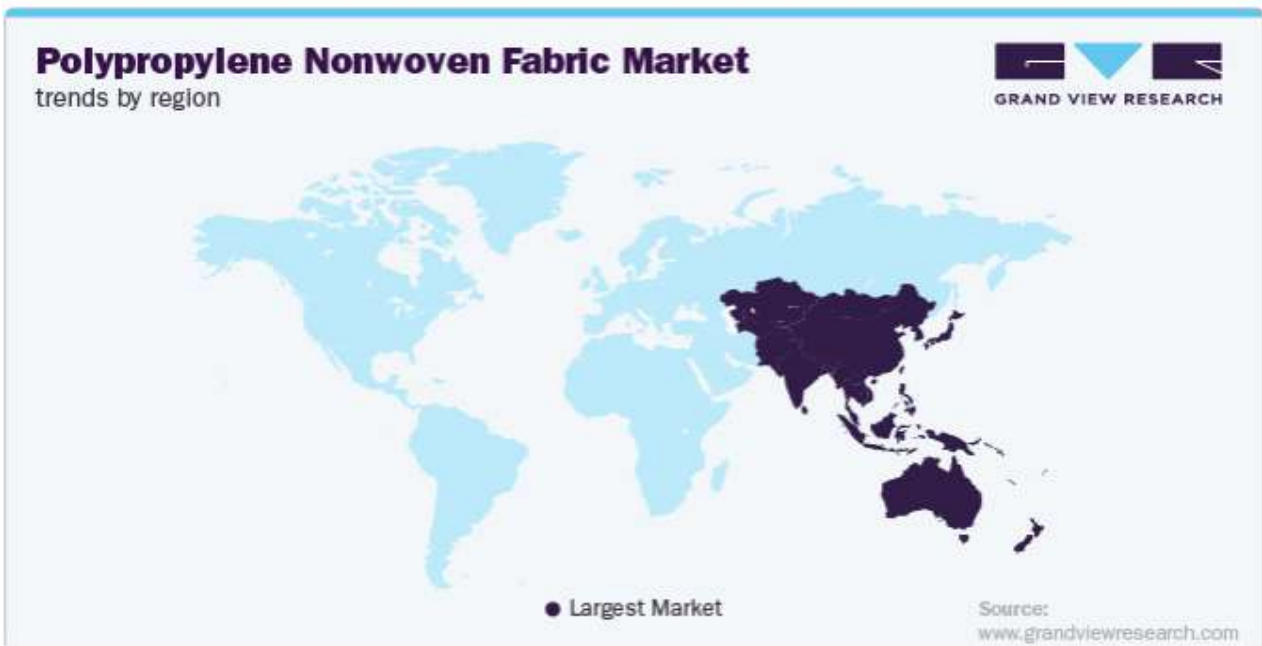 Polypropylene Nonwoven Fabric Market
trends by region
GRAND VIEW RESEARCH
Largest Market
Source:
www.grandviewresearch.com